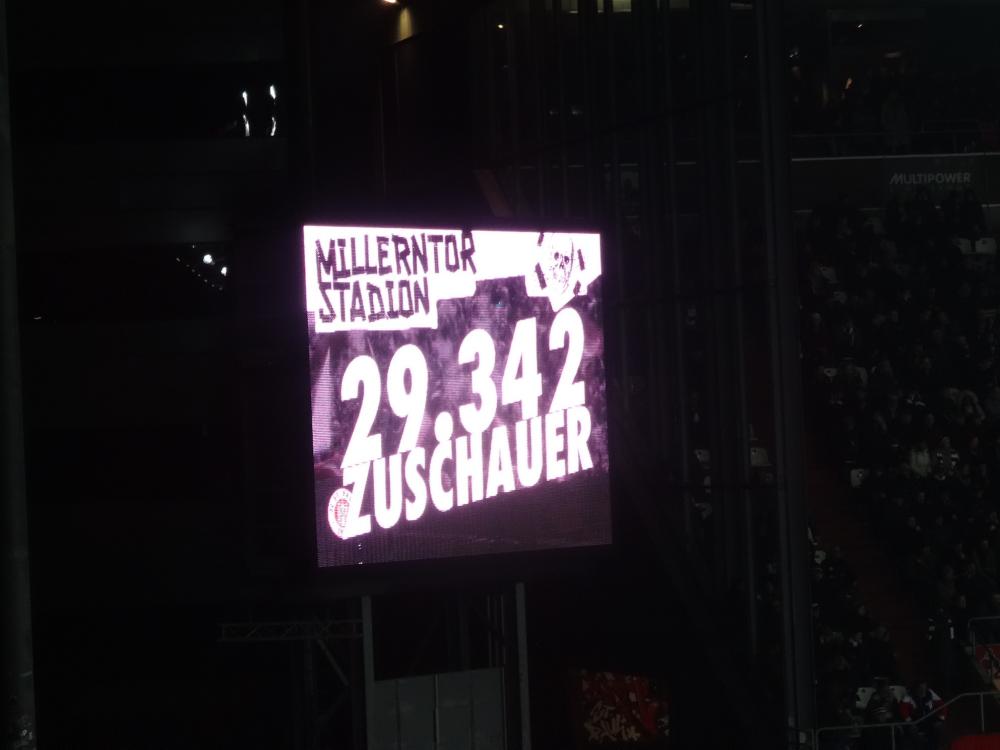 MULTIPOWER
MILLERNTOR
STADION
29.342
ZUSCHAUER